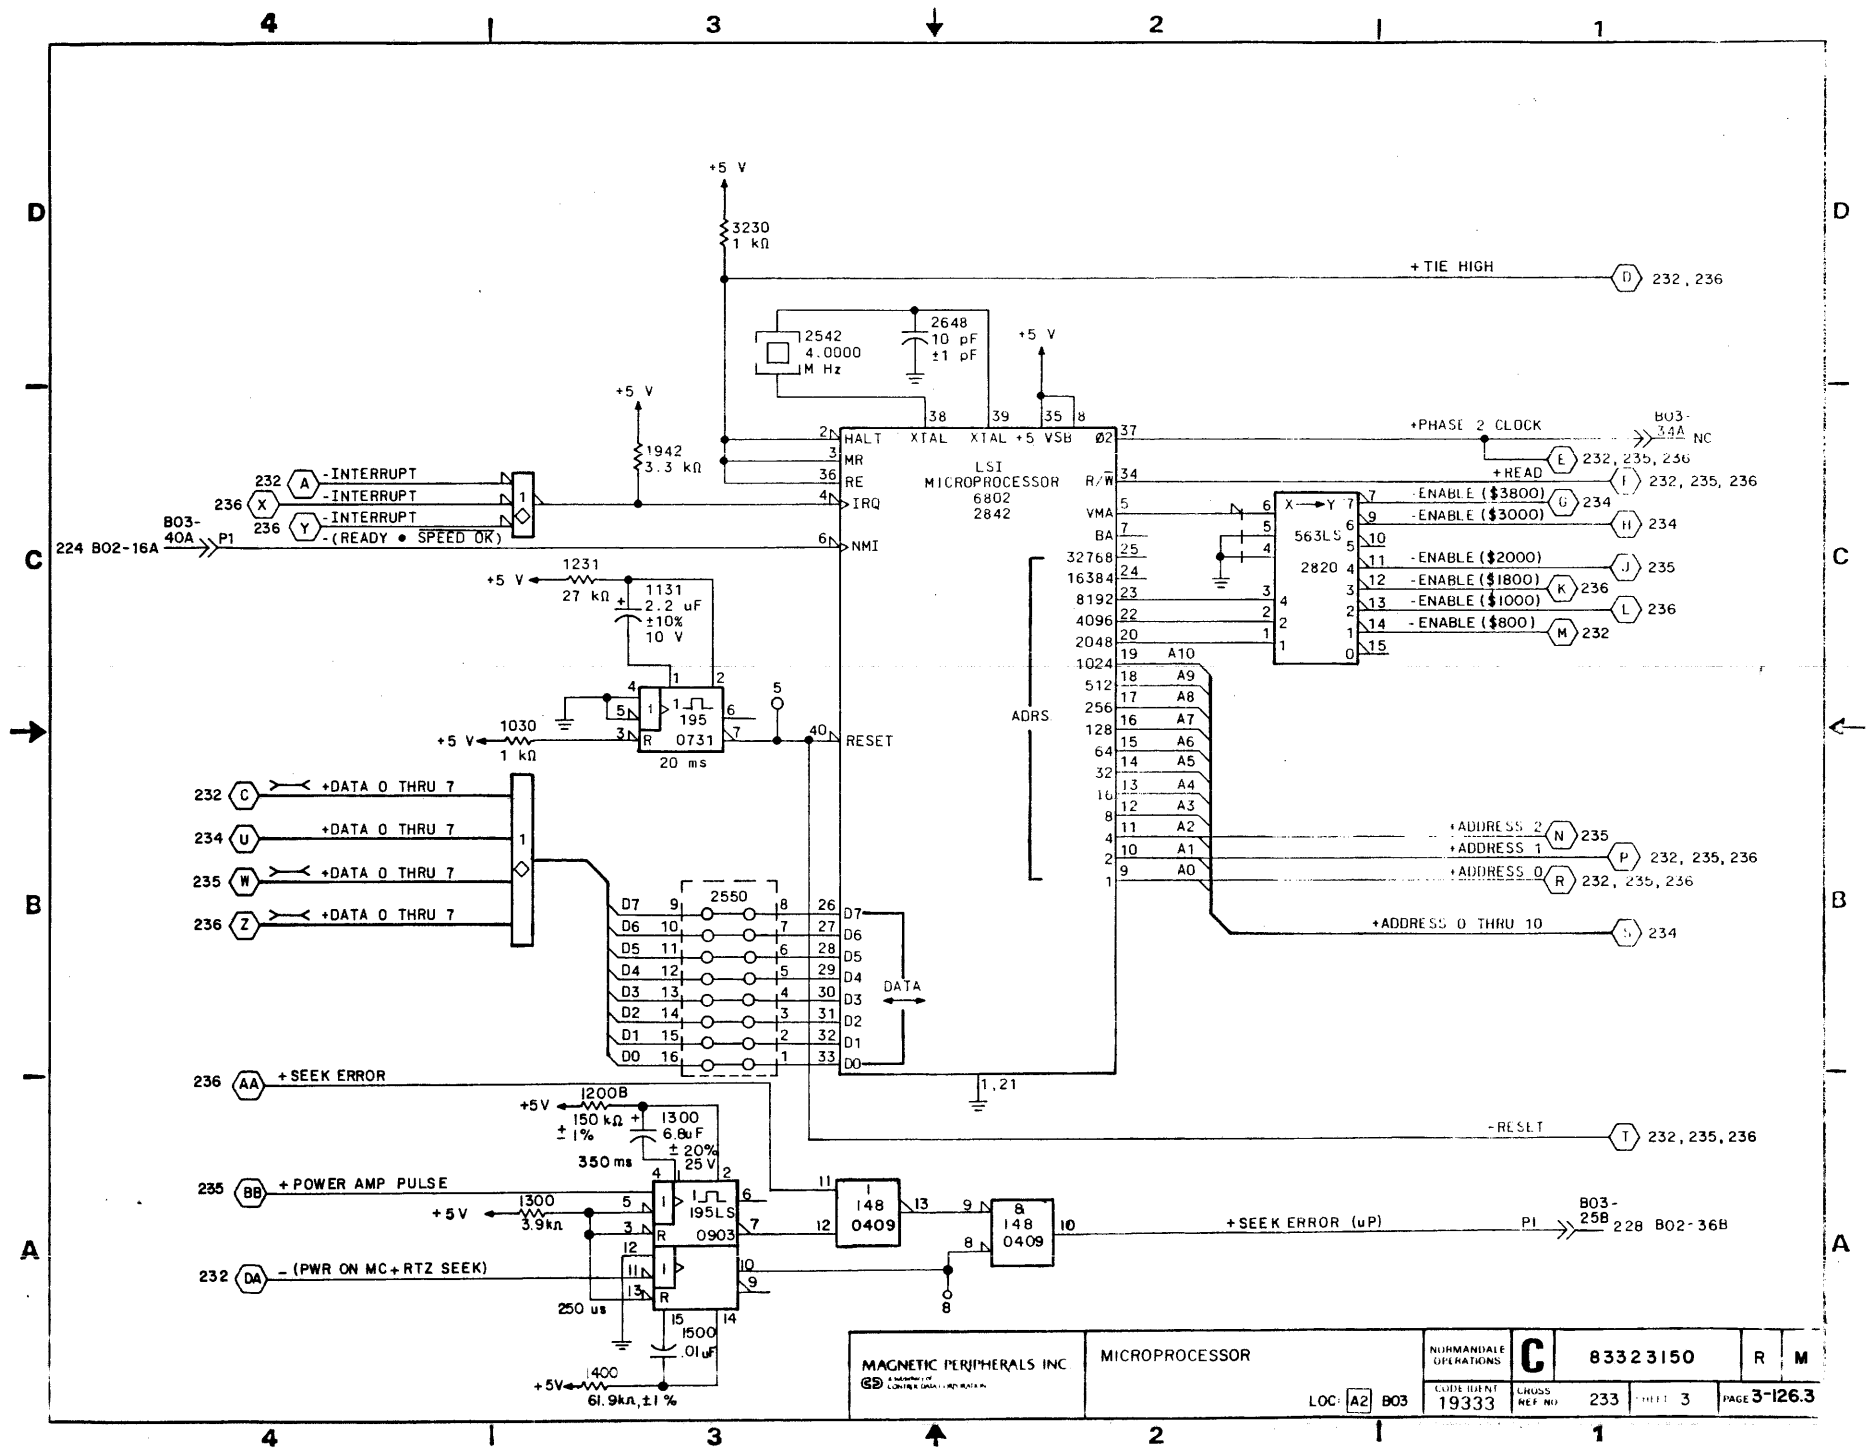 4 3 2 1
D
D
+5 V
3230
1 kΩ
+ TIE HIGH
D 232, 236
2542
4.0000
M Hz
2648
10 pF
±1 pF
+5 V
+5 V
1942
3.3 kΩ
38 39 35 8
2 HALT XTAL XTAL +5 VSB Ø2 37
3 MR
36 RE
4 IRQ
6 NMI
LSI
MICROPROCESSOR
6802
2842
+PHASE 2 CLOCK
B03-
34A NC
E 232, 235, 236
R/W 34
+READ
F 232, 235, 236
232 A -INTERRUPT
236 X -INTERRUPT
236 Y -INTERRUPT
1
B03-
40A P1
-(READY • SPEED OK)
224 B02-16A
C
C
VMA 5
BA 7
32768 25
16384 24
8192 23
4096 22
2048 20
1024 19 A10
512 18 A9
256 17 A8
128 16 A7
64 15 A6
32 14 A5
16 13 A4
8 12 A3
4 11 A2
2 10 A1
1 9 A0
ADRS
6 X→Y
5 563LS
4 2820
3 4
2 2
1 1
7 7 -ENABLE ($3800) G 234
6 9 -ENABLE ($3000) H 234
5 10
4 11 -ENABLE ($2000) J 235
3 12 -ENABLE ($1800) K 236
2 13 -ENABLE ($1000) L 236
1 14 -ENABLE ($800) M 232
0 15
+5 V
1231
27 kΩ
1131
+ 2.2 uF
±10%
10 V
1 2
4
5 1 1 195 6
3 R 0731 7
20 ms
5
+5 V
1030
1 kΩ
40 RESET
232 C +DATA 0 THRU 7
234 U +DATA 0 THRU 7
235 W +DATA 0 THRU 7
236 Z +DATA 0 THRU 7
1
+ADDRESS 2 N 235
+ADDRESS 1 P 232, 235, 236
+ADDRESS 0 R 232, 235, 236
+ADDRESS 0 THRU 10 S 234
B
B
2550
D7 9 8 26 D7
D6 10 7 27 D6
D5 11 6 28 D5
D4 12 5 29 D4
D3 13 4 30 D3
D2 14 3 31 D2
D1 15 2 32 D1
D0 16 1 33 D0
DATA
1, 21
236 AA +SEEK ERROR
+5V
1200B
150 kΩ
± 1%
350 ms
+ 1300
6.8uF
± 20%
25 V
-RESET T 232, 235, 236
235 BB + POWER AMP PULSE
+5V
1300
3.9kΩ
4 1 2
5 1 1 195LS 6
3 R 0903 7
12
11 1 10
13 R 9
15 14
232 DA -(PWR ON MC+RTZ SEEK)
250 us
1500
.01uF
+5V
1400
61.9kΩ, ±1%
11 1
12 148
0409 13
9 &
8 148
0409 10
8
+SEEK ERROR (uP) P1
B03-
25B
228 B02-36B
A
A
MAGNETIC PERIPHERALS INC
A subsidiary of
CONTROL DATA CORPORATION
MICROPROCESSOR
LOC: A2 B03
NORMANDALE
OPERATIONS
C 83323150 R M
CODE IDENT
19333
CROSS
REF NO 233
SHEET 3
PAGE 3-126.3
4 3 2 1